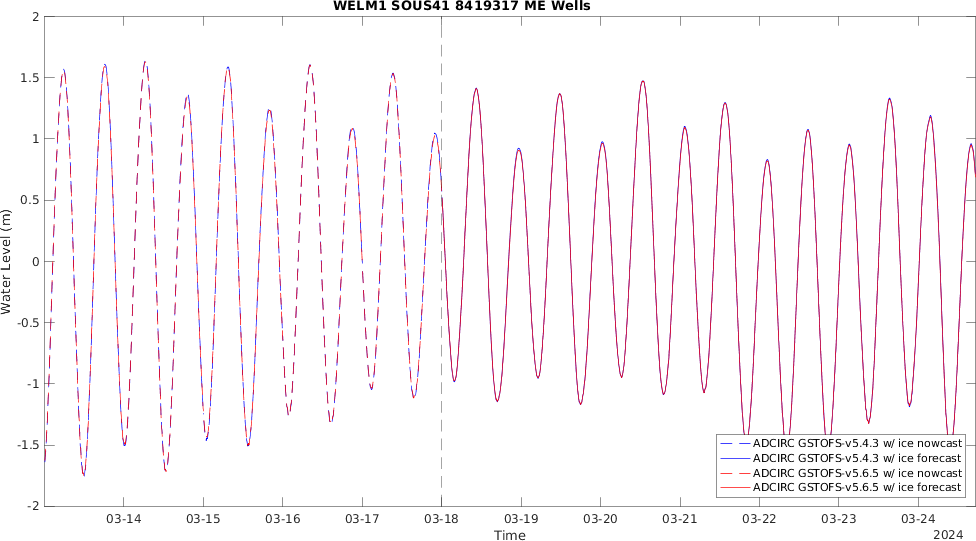 WELM1 SOUS41 8419317 ME Wells
Water Level (m)
2
1.5
1
0.5
0
-0.5
-1
-1.5
-2
ADCIRC GSTOFS-v5.4.3 w/ ice nowcast
ADCIRC GSTOFS-v5.4.3 w/ ice forecast
ADCIRC GSTOFS-v5.6.5 w/ ice nowcast
ADCIRC GSTOFS-v5.6.5 w/ ice forecast
03-14 03-15 03-16 03-17 03-18 03-19 03-20 03-21 03-22 03-23 03-24
Time
2024